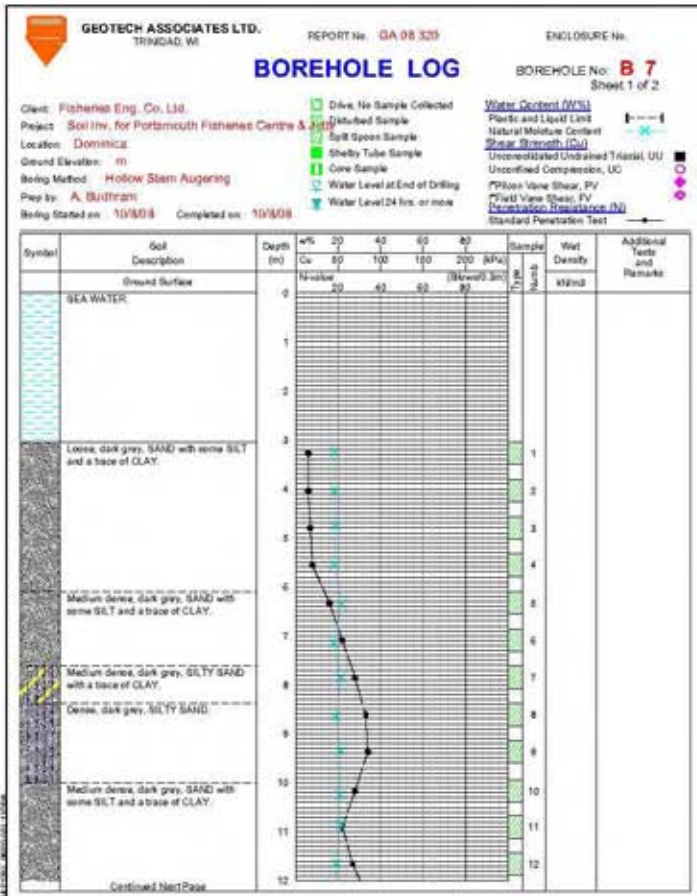 GEOTECH ASSOCIATES LTD.
TRINIDAD, WI
REPORT No. GA 08 320
ENCLOSURE No.
BOREHOLE LOG
BOREHOLE No: B 7
Sheet 1 of 2
Client: Fisheries Eng. Co. Ltd.
Project: Soil Inv. for Portsmouth Fisheries Centre & Jetty
Location: Dominica
Ground Elevation: m
Boring Method: Hollow Stem Augering
Prep by: A. Budhram
Boring Started on: 10/8/08 Completed on: 10/8/08
Drive, No Sample Collected
Disturbed Sample
Split Spoon Sample
Shelby Tube Sample
Core Sample
Water Level at End of Drilling
Water Level 24 hrs. or more
Water Content (W%)
Plastic and Liquid Limit
Natural Moisture Content
Shear Strength (Cu)
Unconsolidated Undrained Triaxial, UU
Unconfined Compression, UC
Pilcon Vane Shear, PV
Field Vane Shear, FV
Penetration Resistance (N)
Standard Penetration Test
Symbol
Soil
Description
Depth
(m)
w% 20 40 60 80
Cu 100 150 200 (kPa)
N-value (Blows/0.3m)
20 40 60 80
Sample
Type
Numb
Wet
Density
kN/m3
Additional
Tests
and
Remarks
Ground Surface
0
SEA WATER
1
2
3
Loose, dark grey, SAND with some SILT
and a trace of CLAY.
1
4
2
3
5
4
6
Medium dense, dark grey, SAND with
some SILT and a trace of CLAY.
5
7
6
Medium dense, dark grey, SILTY SAND
with a trace of CLAY.
7
8
Dense, dark grey, SILTY SAND.
8
9
9
10
Medium dense, dark grey, SAND with
some SILT and a trace of CLAY.
10
11
11
12
12
Continued Next Page